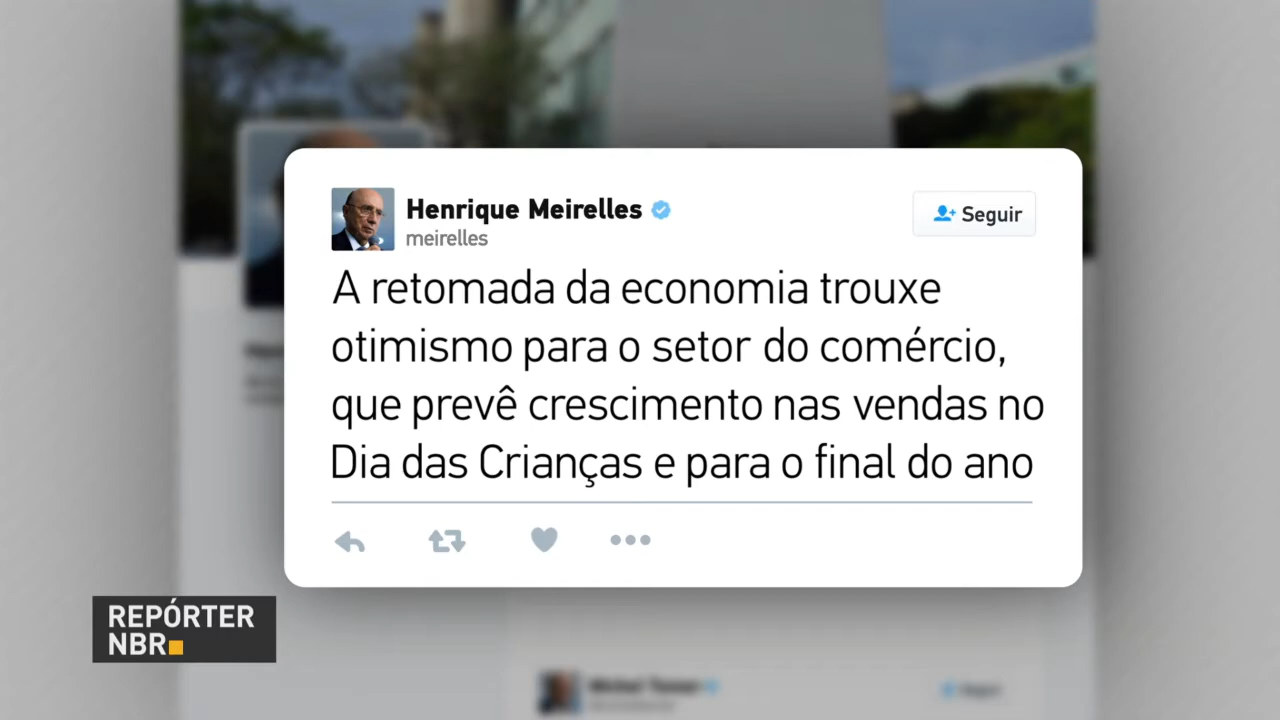 Henrique Meirelles
meirelles
Seguir
A retomada da economia trouxe
otimismo para o setor do comércio,
que prevê crescimento nas vendas no
Dia das Crianças e para o final do ano
REPÓRTER
NBR